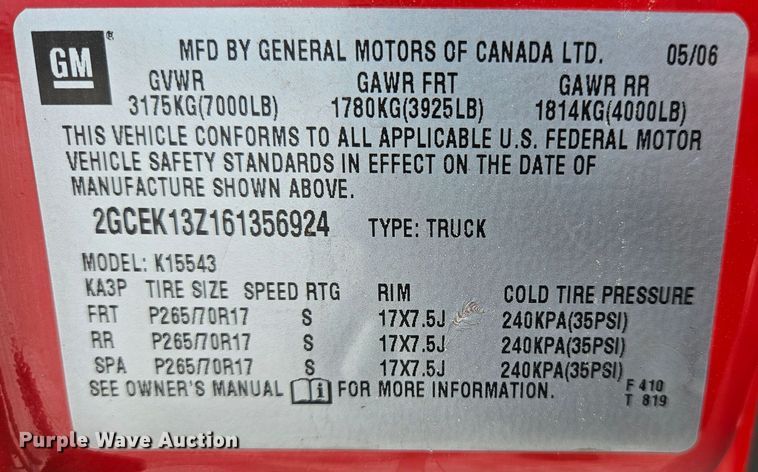 GM ®
MFD BY GENERAL MOTORS OF CANADA LTD. 05/06
GVWR GAWR FRT GAWR RR
3175KG(7000LB) 1780KG(3925LB) 1814KG(4000LB)
THIS VEHICLE CONFORMS TO ALL APPLICABLE U.S. FEDERAL MOTOR
VEHICLE SAFETY STANDARDS IN EFFECT ON THE DATE OF
MANUFACTURE SHOWN ABOVE.
2GCEK13Z161356924 TYPE: TRUCK
MODEL: K15543
KA3P TIRE SIZE SPEED RTG RIM COLD TIRE PRESSURE
FRT P265/70R17 S 17X7.5J 240KPA(35PSI)
RR P265/70R17 S 17X7.5J 240KPA(35PSI)
SPA P265/70R17 S 17X7.5J 240KPA(35PSI)
SEE OWNER'S MANUAL i FOR MORE INFORMATION. F 410
T 819
Purple Wave Auction